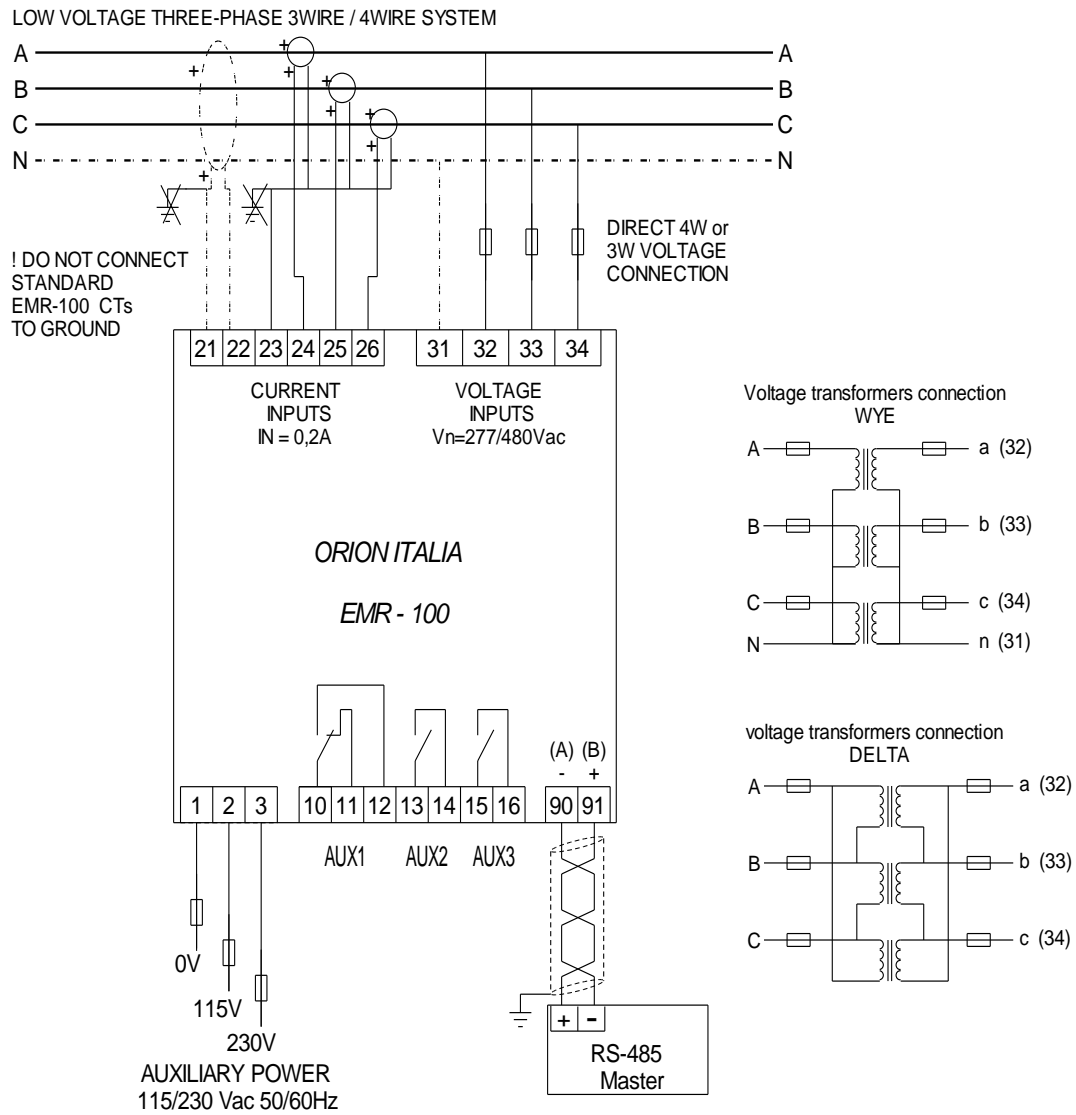 LOW VOLTAGE THREE-PHASE 3WIRE / 4WIRE SYSTEM
A A
B B
C C
N N
+ + + + + + + +
! DO NOT CONNECT
STANDARD
EMR-100 CTs
TO GROUND
DIRECT 4W or
3W VOLTAGE
CONNECTION
21 22 23 24 25 26 31 32 33 34
CURRENT
INPUTS
IN = 0,2A
VOLTAGE
INPUTS
Vn=277/480Vac
ORION ITALIA
EMR - 100
(A) (B)
- +
1 2 3 10 11 12 13 14 15 16 90 91
AUX1 AUX2 AUX3
0V
115V
230V
AUXILIARY POWER
115/230 Vac 50/60Hz
+ -
RS-485
Master
Voltage transformers connection
WYE
A a (32)
B b (33)
C c (34)
N n (31)
voltage transformers connection
DELTA
A a (32)
B b (33)
C c (34)